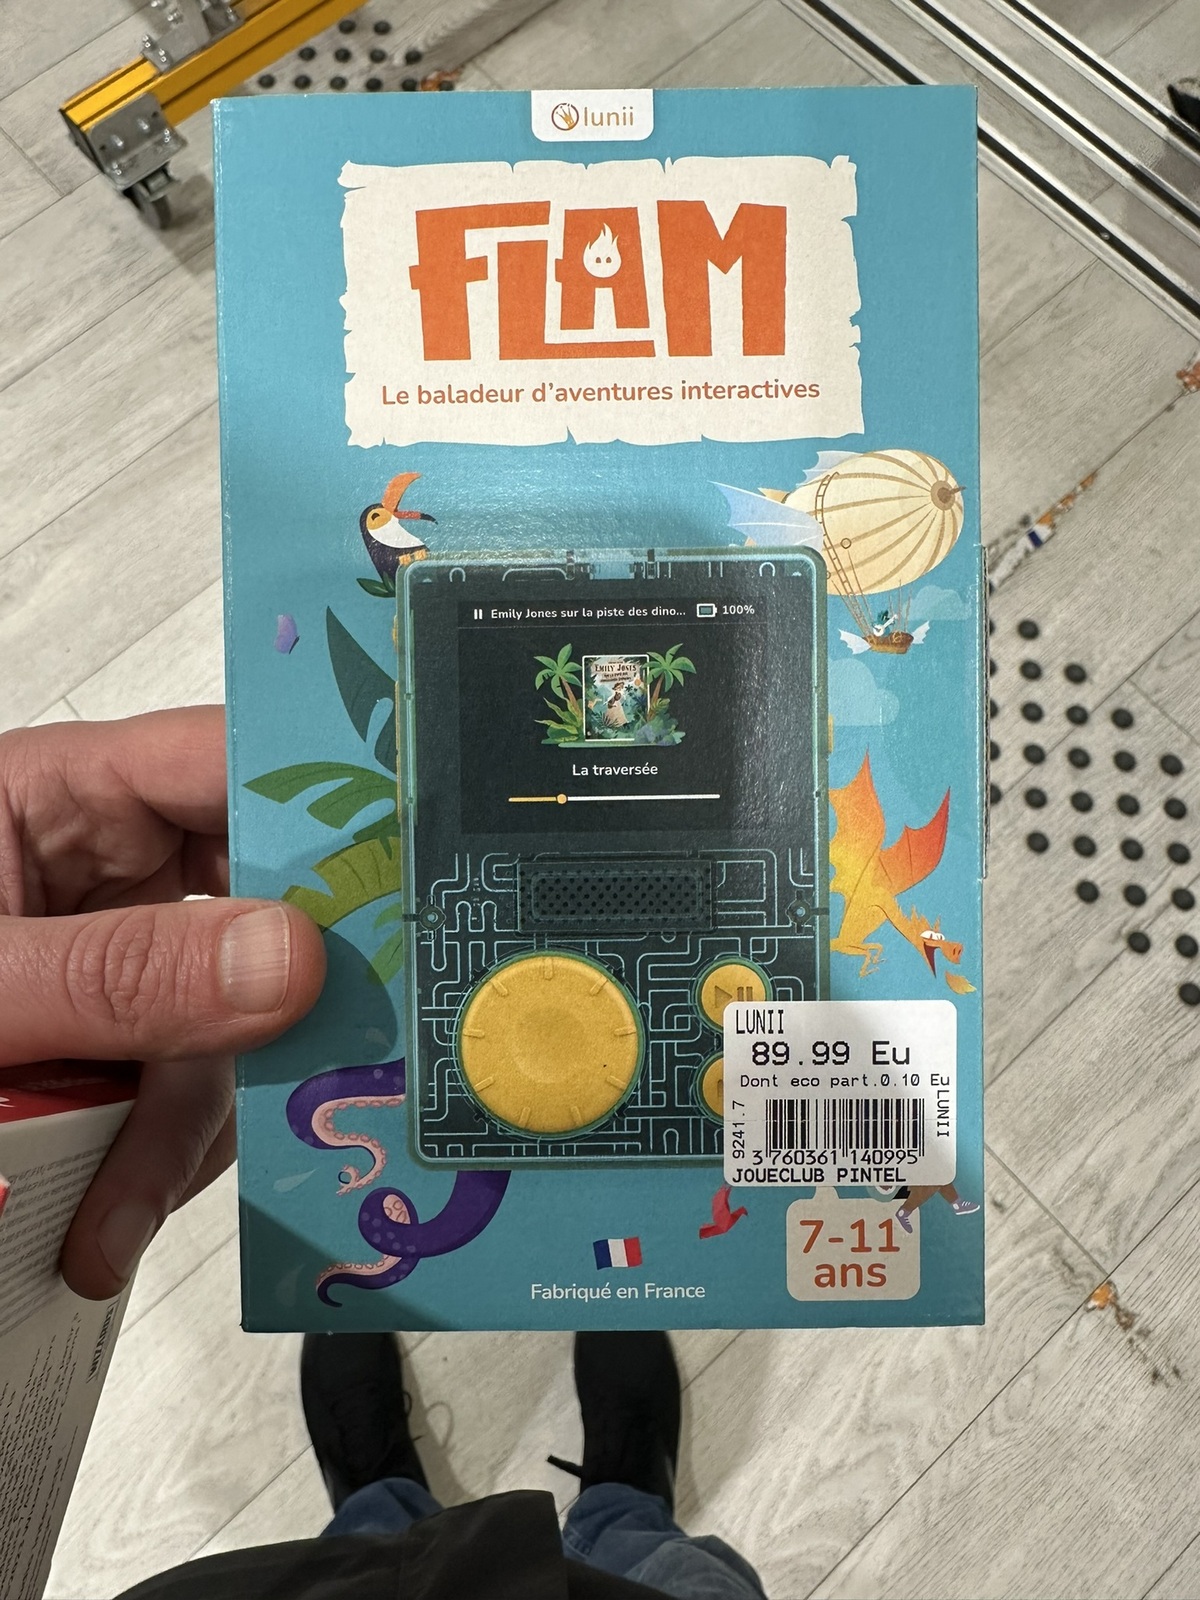 lunii
FLAM
Le baladeur d'aventures interactives
Emily Jones sur la piste des dino... 100%
EMILY JONES
La traversée
LUNII
89.99 Eu
Dont eco part.0.10 Eu
9241.7
LUNII
3 760361 140995
JOUECLUB PINTEL
7-11
ans
Fabriqué en France